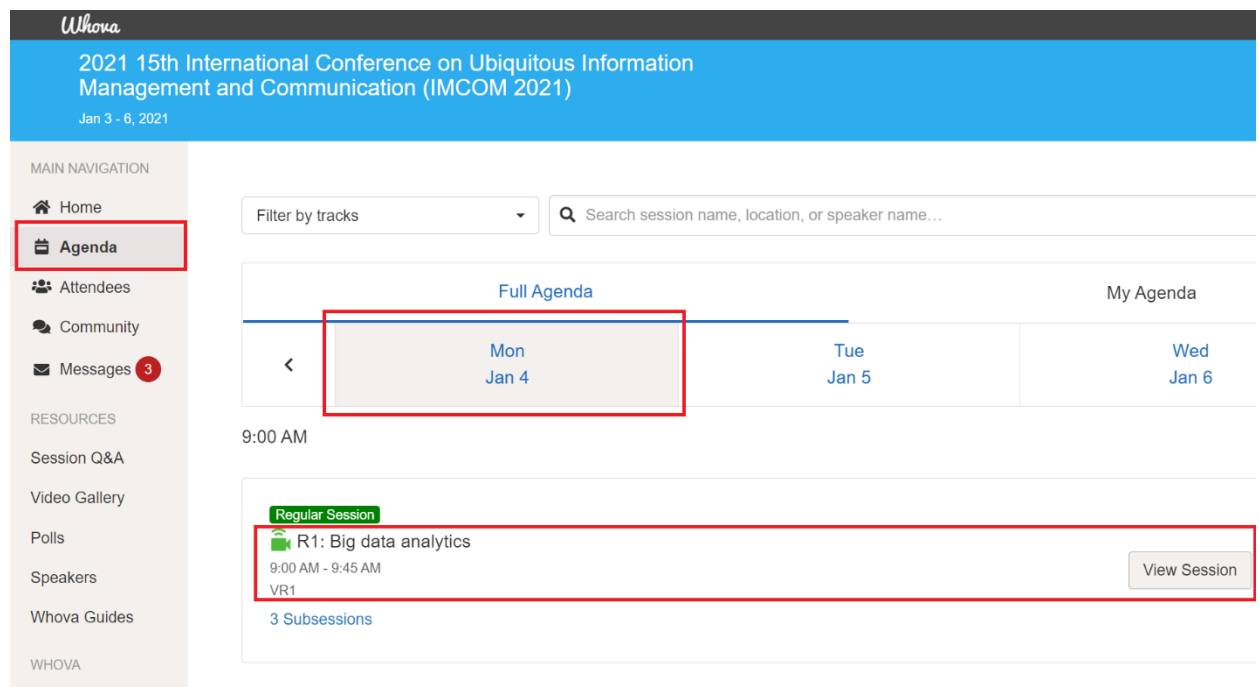 Whova
2021 15th International Conference on Ubiquitous Information
Management and Communication (IMCOM 2021)
Jan 3 - 6, 2021
MAIN NAVIGATION
Home
Agenda
Attendees
Community
Messages 3
RESOURCES
Session Q&A
Video Gallery
Polls
Speakers
Whova Guides
WHOVA
Filter by tracks
Search session name, location, or speaker name...
Full Agenda
My Agenda
Mon
Jan 4
Tue
Jan 5
Wed
Jan 6
9:00 AM
Regular Session
R1: Big data analytics
9:00 AM - 9:45 AM
VR1
View Session
3 Subsessions